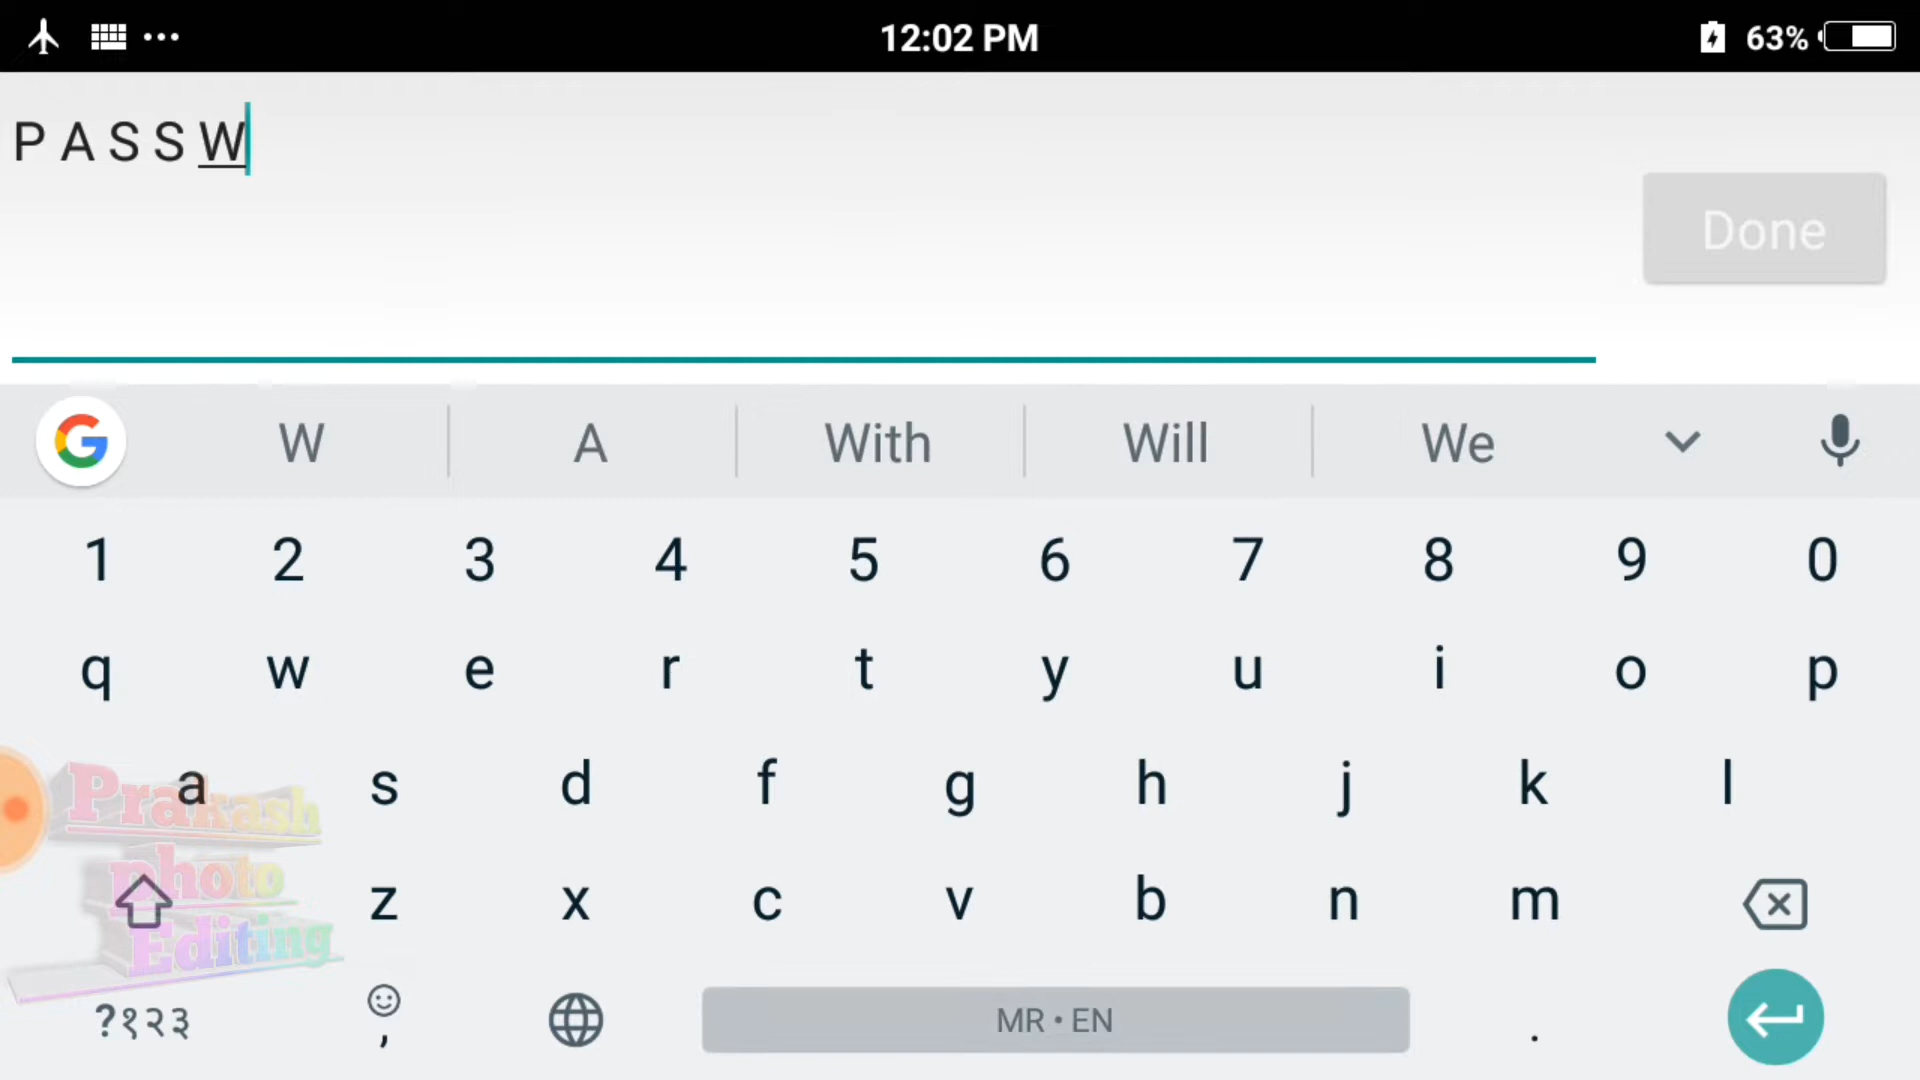 12:02 PM
63%
P A S S W
Done
W A With Will We
1 2 3 4 5 6 7 8 9 0
q w e r t y u i o p
a s d f g h j k l
z x c v b n m
?१२३ , MR • EN .
Prakash
photo
Editing